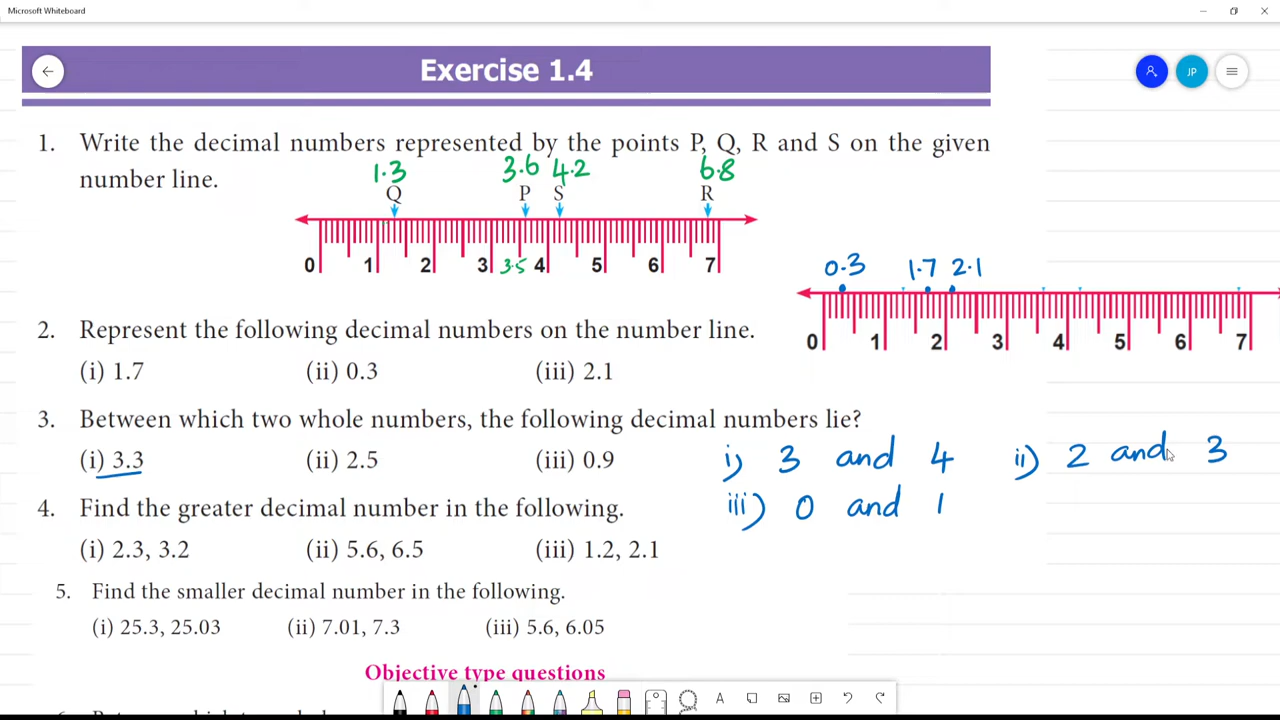 Microsoft Whiteboard
Exercise 1.4
JP
1. Write the decimal numbers represented by the points P, Q, R and S on the given
number line.
1.3 3.6 4.2 6.8
Q P S R
0 1 2 3 3.5 4 5 6 7
0.3 1.7 2.1
0 1 2 3 4 5 6 7
2. Represent the following decimal numbers on the number line.
(i) 1.7 (ii) 0.3 (iii) 2.1
3. Between which two whole numbers, the following decimal numbers lie?
(i) 3.3 (ii) 2.5 (iii) 0.9
i) 3 and 4 ii) 2 and 3
iii) 0 and 1
4. Find the greater decimal number in the following.
(i) 2.3, 3.2 (ii) 5.6, 6.5 (iii) 1.2, 2.1
5. Find the smaller decimal number in the following.
(i) 25.3, 25.03 (ii) 7.01, 7.3 (iii) 5.6, 6.05
Objective type questions